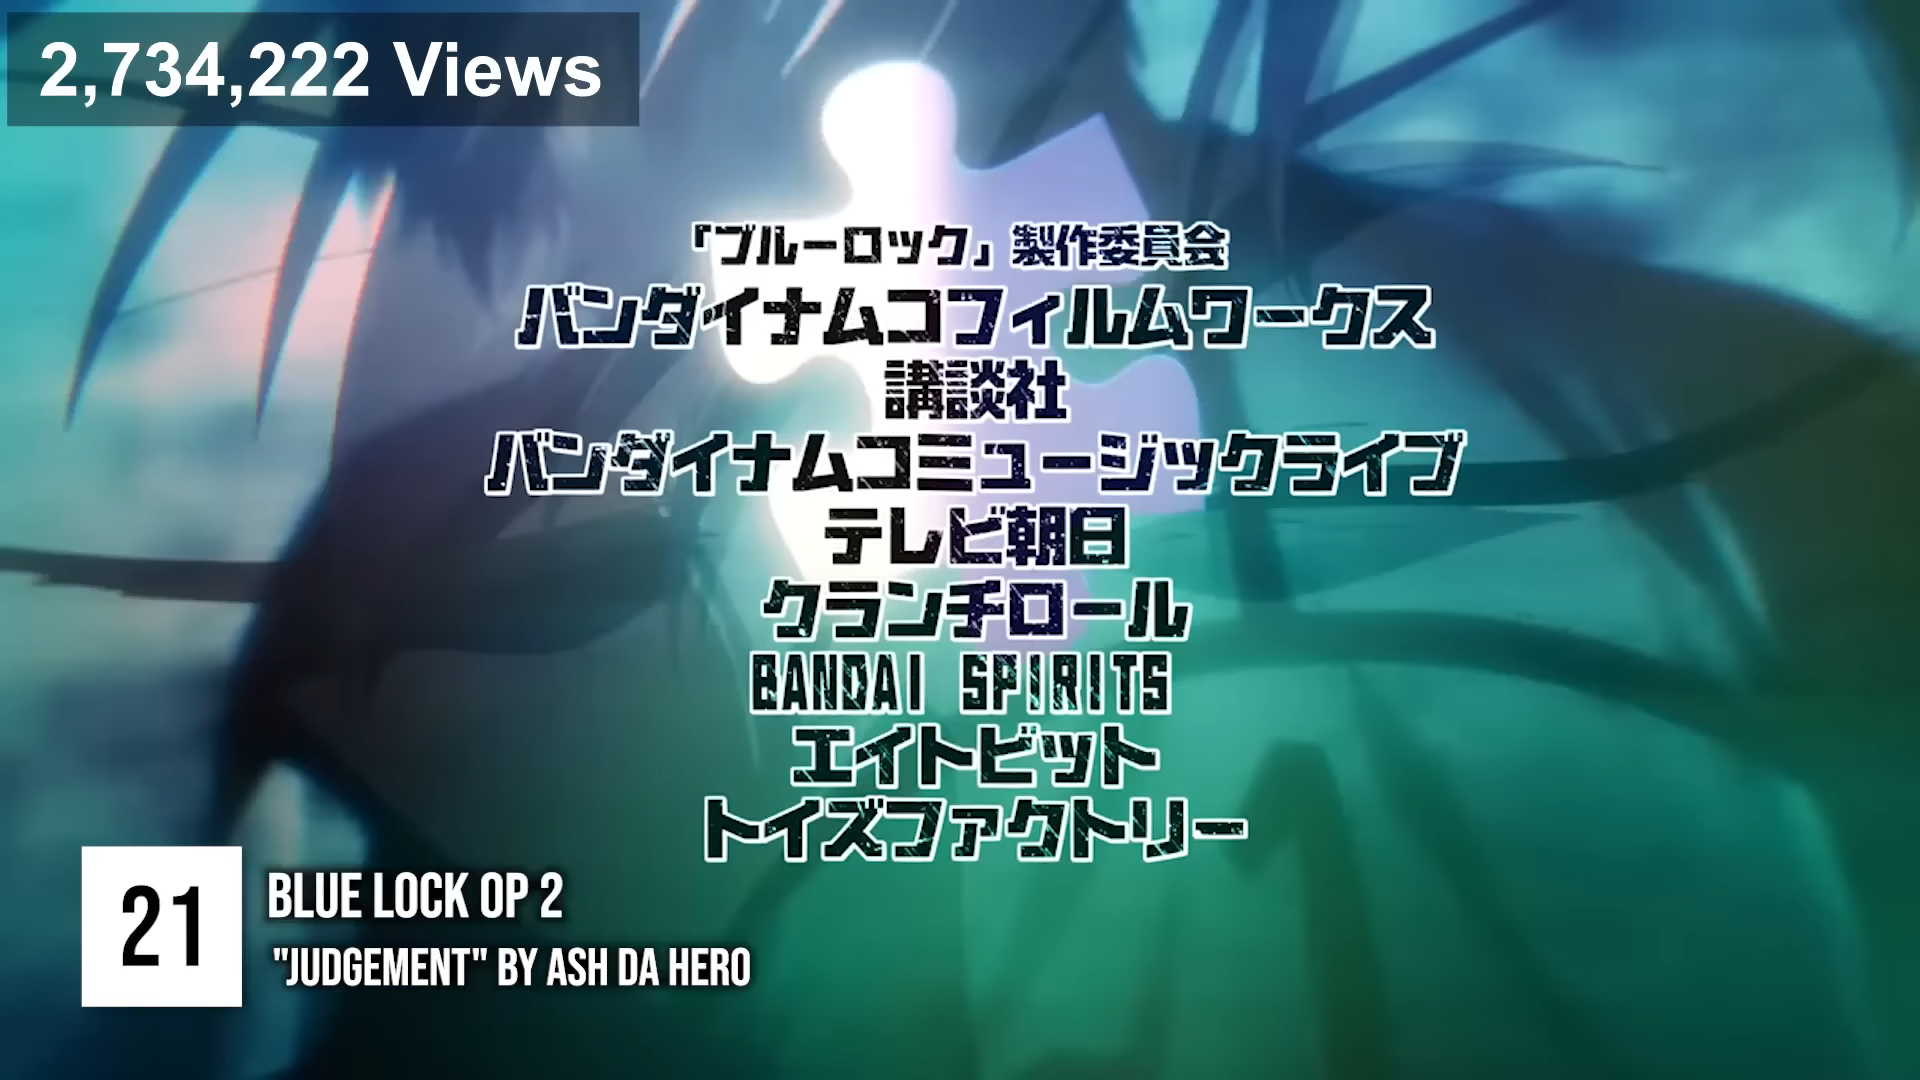 2,734,222 Views
「ブルーロック」製作委員会
バンダイナムコフィルムワークス
講談社
バンダイナムコミュージックライブ
テレビ朝日
クランチロール
BANDAI SPIRITS
エイトビット
トイズファクトリー
21
BLUE LOCK OP 2
"JUDGEMENT" BY ASH DA HERO